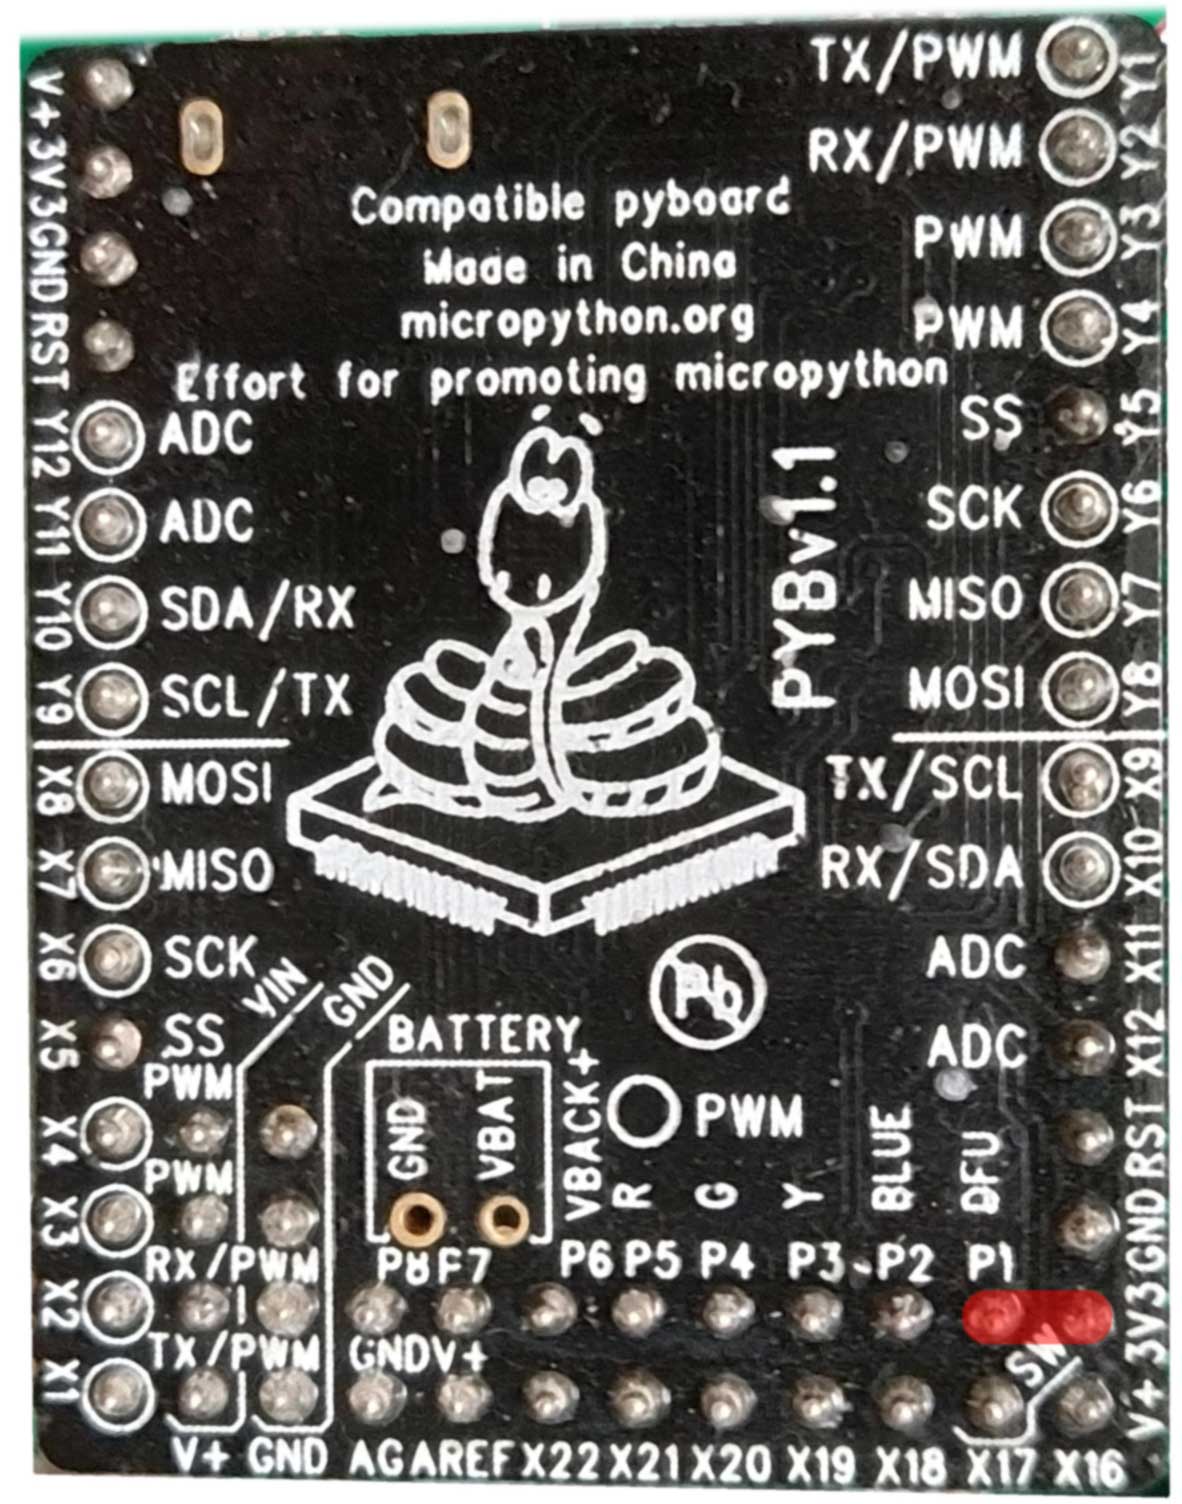 TX/PWM Y1
RX/PWM Y2
PWM Y3
PWM Y4
SS Y5
SCK Y6
MISO Y7
MOSI Y8
TX/SCL X9
RX/SDA X10
ADC X11
ADC X12
RST
GND
3V3
V+
V+
3V3
GND
RST
Compatible pyboard
Made in China
micropython.org
Effort for promoting micropython
PYBv1.1
Y12 ADC
Y11 ADC
Y10 SDA/RX
Y9 SCL/TX
X8 MOSI
X7 MISO
X6 SCK
X5 SS
X4 PWM
X3 PWM
X2 RX/PWM
X1 TX/PWM
VIN
GND
BATTERY
GND
VBAT
VBACK+
Pb
PWM
R
G
Y
BLUE
DFU
P8 P7 P6 P5 P4 P3 P2 P1
GND V+
SW
V+ GND AG AREF X22 X21 X20 X19 X18 X17 X16